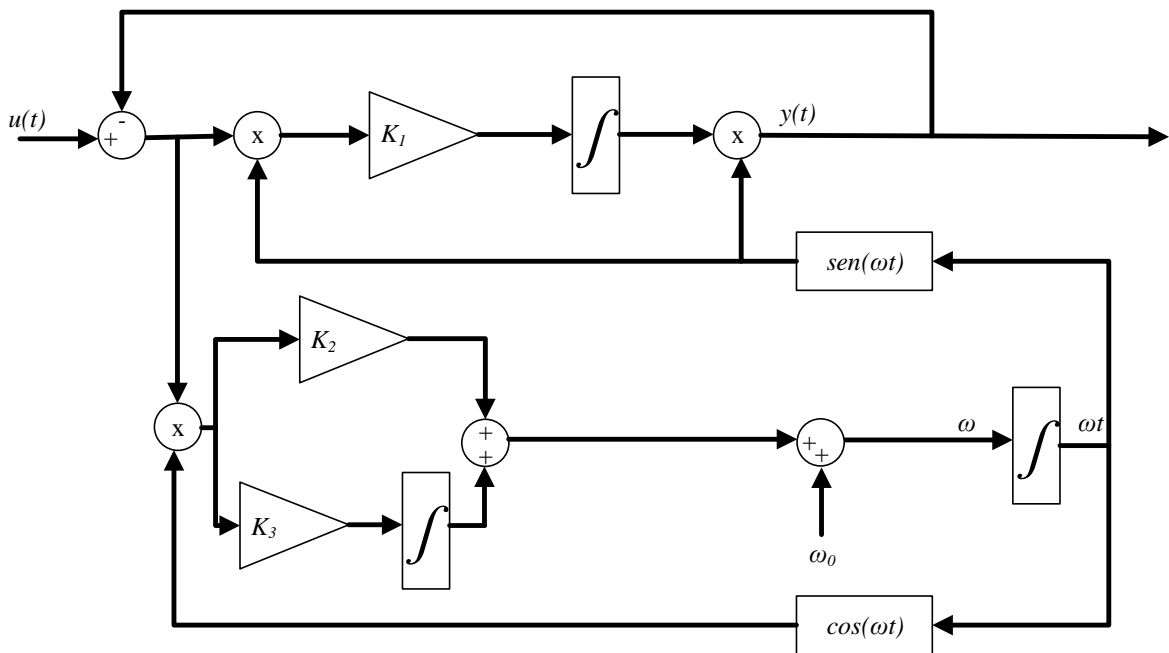 u(t)
+
-
x
K1
∫
x
y(t)
sen(ωt)
K2
x
+
+
+
+
ω
∫
ωt
K3
∫
ω0
cos(ωt)